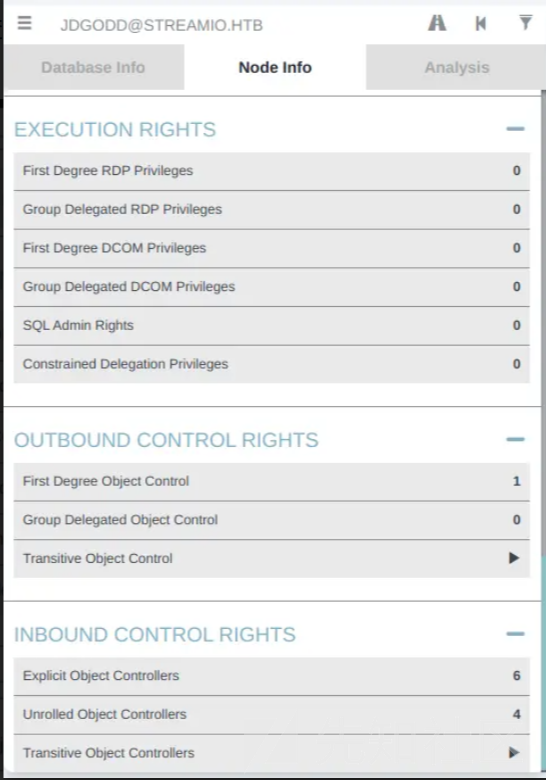 JDGODD@STREAMIO.HTB
Database Info Node Info Analysis
EXECUTION RIGHTS
First Degree RDP Privileges 0
Group Delegated RDP Privileges 0
First Degree DCOM Privileges 0
Group Delegated DCOM Privileges 0
SQL Admin Rights 0
Constrained Delegation Privileges 0
OUTBOUND CONTROL RIGHTS
First Degree Object Control 1
Group Delegated Object Control 0
Transitive Object Control
INBOUND CONTROL RIGHTS
Explicit Object Controllers 6
Unrolled Object Controllers 4
Transitive Object Controllers